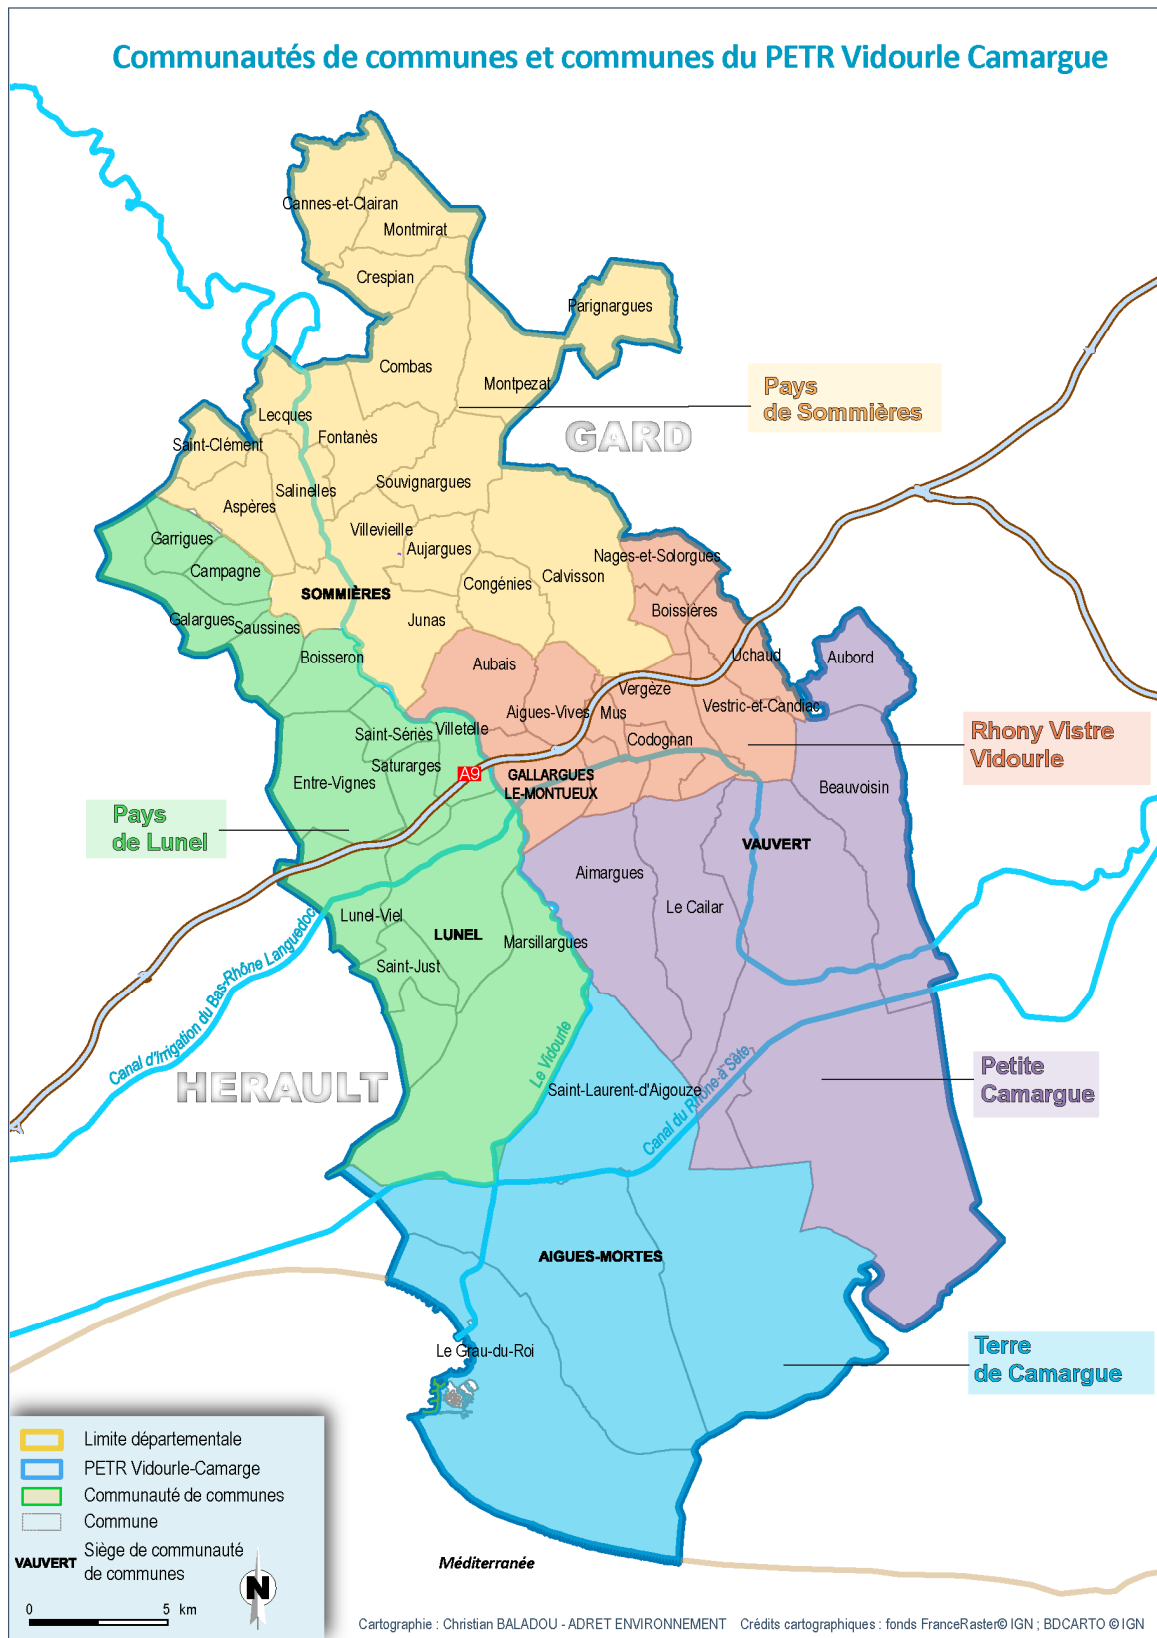 Communautés de communes et communes du PETR Vidourle Camargue
Cannes-et-Clairan
Montmirat
Crespian
Parignargues
Combas
Montpezat
Pays
de Sommières
Lecques
GARD
Fontanès
Saint-Clément
Souvignargues
Salinelles
Aspères
Villevieille
Garrigues
Aujargues
Nages-et-Solorgues
Campagne
Congénies
Calvisson
SOMMIÈRES
Boissières
Galargues
Saussines
Junas
Boisseron
Aubais
Uchaud
Aubord
Vergèze
Vestric-et-Candiac
Aigues-Vives
Mus
Saint-Sériès
Villetelle
Codognan
Rhony Vistre
Vidourle
Saturarges
A9
Entre-Vignes
GALLARGUES
LE-MONTUEUX
Beauvoisin
Pays
de Lunel
VAUVERT
Aimargues
Le Cailar
Lunel-Viel
LUNEL
Marsillargues
Saint-Just
Canal d'Irrigation du Bas-Rhône Languedoc
Le Vidourle
HERAULT
Saint-Laurent-d'Aigouze
Canal du Rhône à Sète
Petite
Camargue
AIGUES-MORTES
Le Grau-du-Roi
Terre
de Camargue
Limite départementale
PETR Vidourle-Camarge
Communauté de communes
Commune
VAUVERT Siège de communauté
de communes
N
0 5 km
Méditerranée
Cartographie : Christian BALADOU - ADRET ENVIRONNEMENT Crédits cartographiques : fonds FranceRaster© IGN ; BDCARTO © IGN